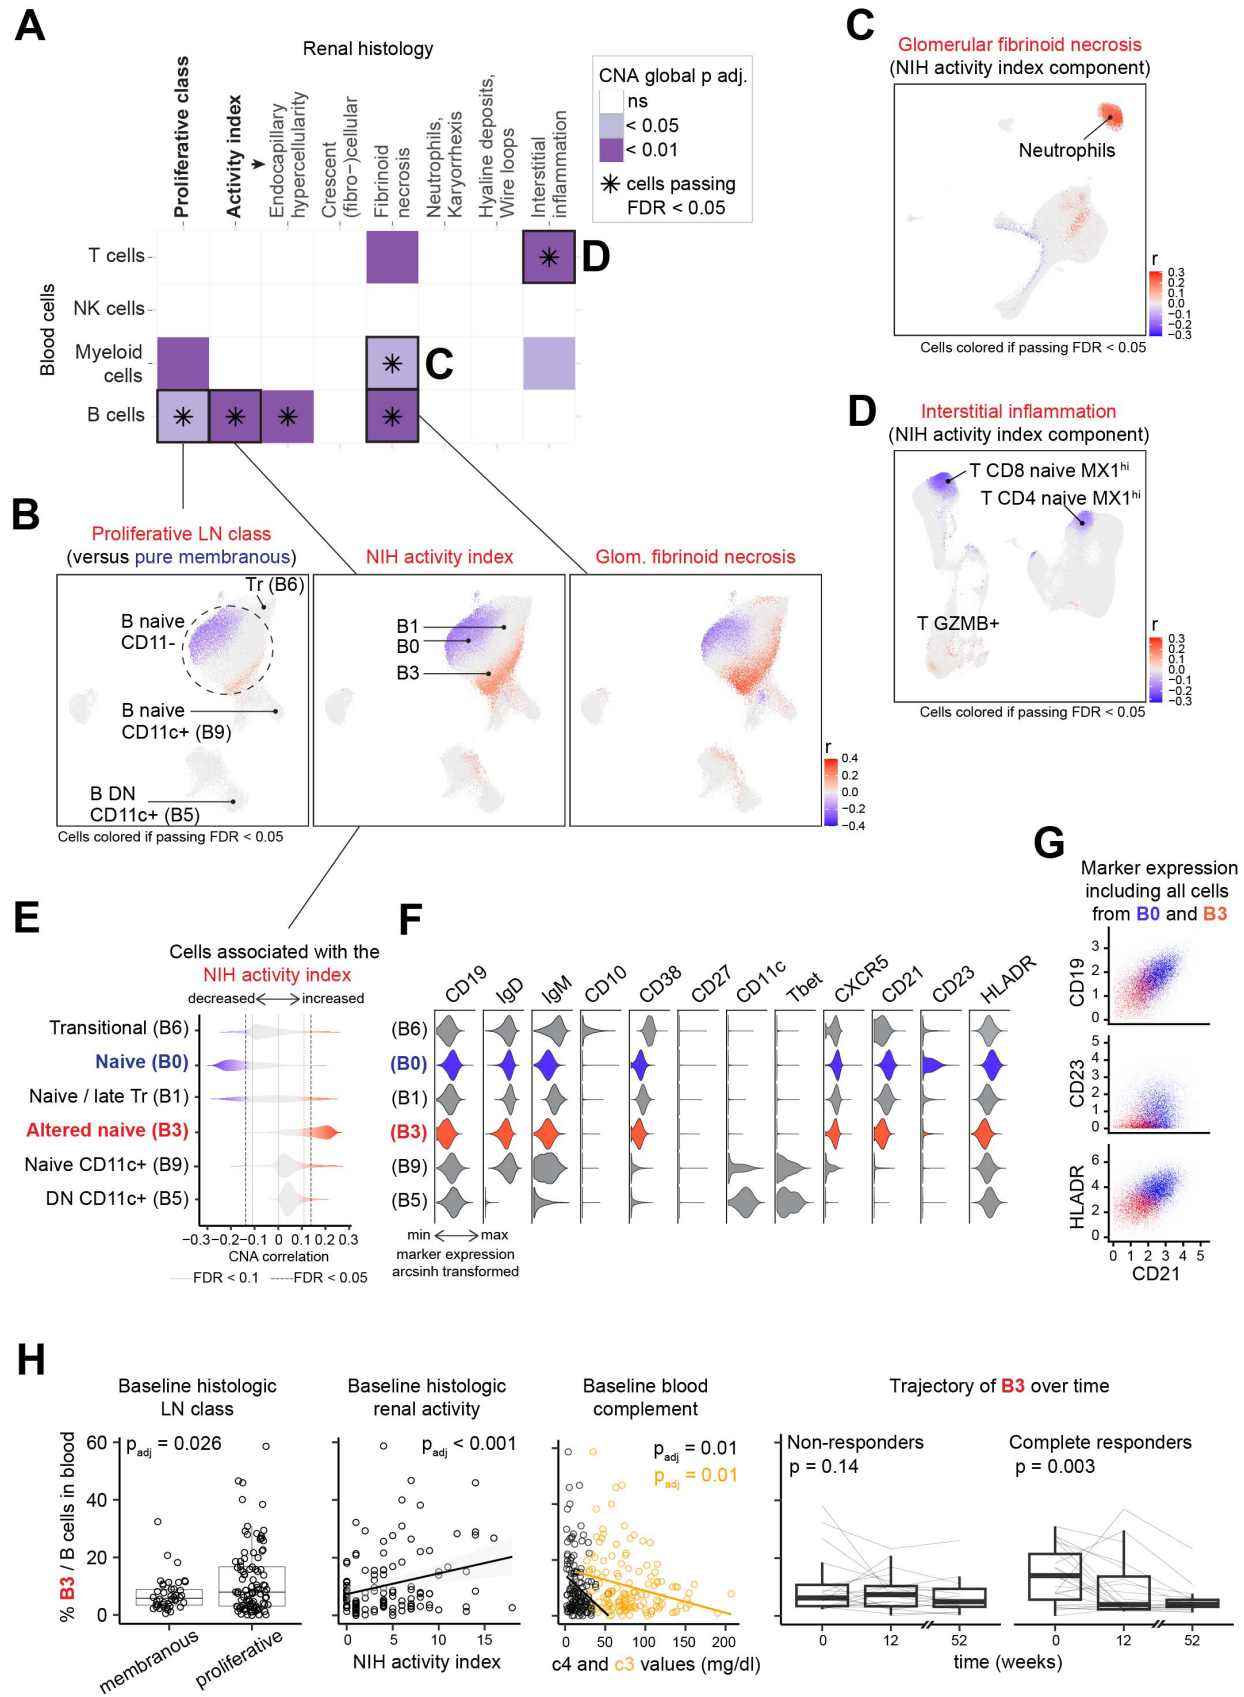 A
Renal histology
Proliferative class
Activity index
Endocapillary
hypercellularity
Crescent
(fibro−)cellular
Fibrinoid
necrosis
Neutrophils,
Karyorrhexis
Hyaline deposits,
Wire loops
Interstitial
inflammation
CNA global p adj.
ns
< 0.05
< 0.01
cells passing
FDR < 0.05
Blood cells
T cells
NK cells
Myeloid
cells
B cells
D
C
C
Glomerular fibrinoid necrosis
(NIH activity index component)
Neutrophils
r
0.3
0.2
0.1
0.0
−0.1
−0.2
−0.3
Cells colored if passing FDR < 0.05
D
Interstitial inflammation
(NIH activity index component)
T CD8 naive MX1hi
T CD4 naive MX1hi
T GZMB+
r
0.3
0.2
0.1
0.0
−0.1
−0.2
−0.3
Cells colored if passing FDR < 0.05
B
Proliferative LN class
(versus pure membranous)
NIH activity index
Glom. fibrinoid necrosis
Tr (B6)
B naive
CD11-
B naive
CD11c+ (B9)
B DN
CD11c+ (B5)
B1
B0
B3
r
0.4
0.2
0.0
−0.2
−0.4
Cells colored if passing FDR < 0.05
E
Cells associated with the
NIH activity index
decreased
increased
Transitional (B6)
Naive (B0)
Naive / late Tr (B1)
Altered naive (B3)
Naive CD11c+ (B9)
DN CD11c+ (B5)
−0.3 −0.2 −0.1 0 0.1 0.2 0.3
CNA correlation
FDR < 0.1
FDR < 0.05
F
CD19
IgD
IgM
CD10
CD38
CD27
CD11c
Tbet
CXCR5
CD21
CD23
HLADR
(B6)
(B0)
(B1)
(B3)
(B9)
(B5)
min
max
marker expression
arcsinh transformed
G
Marker expression
including all cells
from B0 and B3
CD19
3
2
1
0
CD23
5
4
3
2
1
0
HLADR
6
4
2
0
0 1 2 3 4 5
CD21
H
Baseline histologic
LN class
padj = 0.026
% B3 / B cells in blood
60
40
20
0
membranous
proliferative
Baseline histologic
renal activity
padj < 0.001
0 5 10 15
NIH activity index
Baseline blood
complement
padj = 0.01
padj = 0.01
0 50 100 150 200
c4 and c3 values (mg/dl)
Trajectory of B3 over time
Non-responders
p = 0.14
Complete responders
p = 0.003
0 12 52
0 12 52
time (weeks)